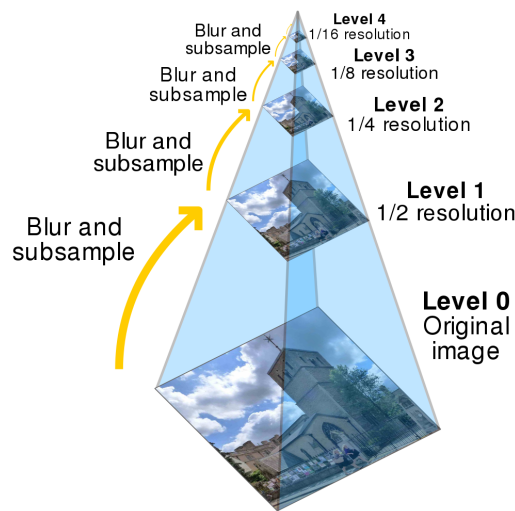 Level 4
1/16 resolution
Blur and
subsample
Level 3
1/8 resolution
Blur and
subsample
Level 2
1/4 resolution
Blur and
subsample
Level 1
1/2 resolution
Blur and
subsample
Level 0
Original
image